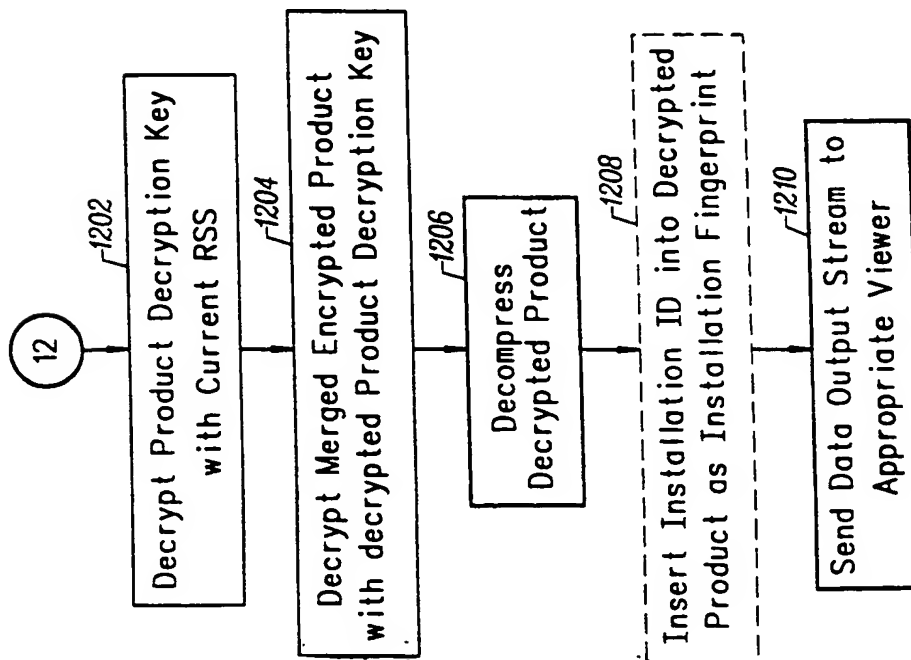 12
1202
Decrypt Product Decryption Key
with Current RSS
1204
Decrypt Merged Encrypted Product
with decrypted Product Decryption Key
1206
Decompress
Decrypted Product
1208
Insert Installation ID into Decrypted
Product as Installation Fingerprint
1210
Send Data Output Stream to
Appropriate Viewer